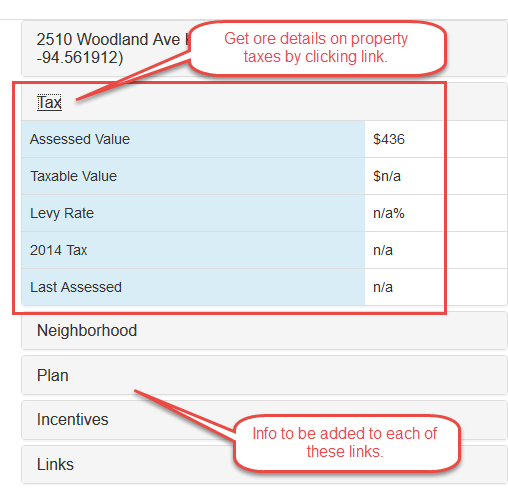 2510 Woodland Ave
-94.561912)
Get ore details on property
taxes by clicking link.
Tax
Assessed Value $436
Taxable Value $n/a
Levy Rate n/a%
2014 Tax n/a
Last Assessed n/a
Neighborhood
Plan
Incentives
Info to be added to each of
these links.
Links